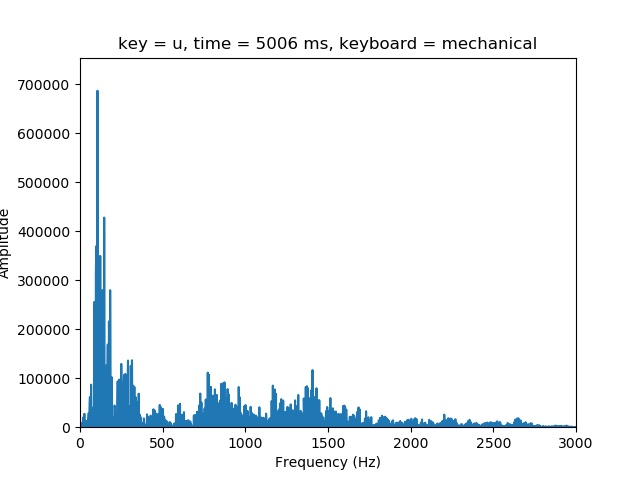 key = u, time = 5006 ms, keyboard = mechanical
700000
600000
500000
400000
300000
200000
100000
0
Amplitude
0 500 1000 1500 2000 2500 3000
Frequency (Hz)